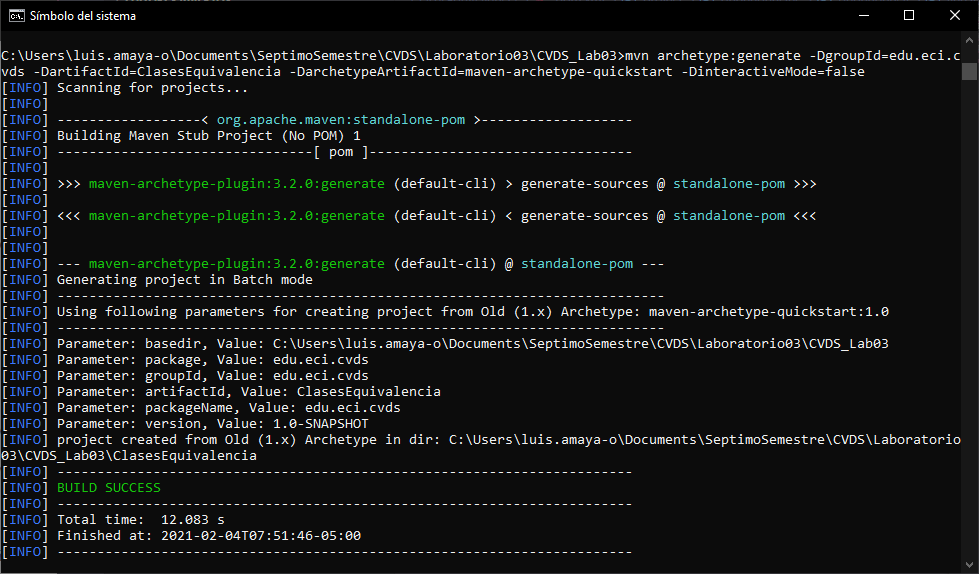 Símbolo del sistema
C:\Users\luis.amaya-o\Documents\SeptimoSemestre\CVDS\Laboratorio03\CVDS_Lab03>mvn archetype:generate -DgroupId=edu.eci.c
vds -DartifactId=ClasesEquivalencia -DarchetypeArtifactId=maven-archetype-quickstart -DinteractiveMode=false
[INFO] Scanning for projects...
[INFO]
[INFO] ------------------< org.apache.maven:standalone-pom >-------------------
[INFO] Building Maven Stub Project (No POM) 1
[INFO] --------------------------------[ pom ]---------------------------------
[INFO]
[INFO] >>> maven-archetype-plugin:3.2.0:generate (default-cli) > generate-sources @ standalone-pom >>>
[INFO]
[INFO] <<< maven-archetype-plugin:3.2.0:generate (default-cli) < generate-sources @ standalone-pom <<<
[INFO]
[INFO]
[INFO] --- maven-archetype-plugin:3.2.0:generate (default-cli) @ standalone-pom ---
[INFO] Generating project in Batch mode
[INFO] ----------------------------------------------------------------------------
[INFO] Using following parameters for creating project from Old (1.x) Archetype: maven-archetype-quickstart:1.0
[INFO] ----------------------------------------------------------------------------
[INFO] Parameter: basedir, Value: C:\Users\luis.amaya-o\Documents\SeptimoSemestre\CVDS\Laboratorio03\CVDS_Lab03
[INFO] Parameter: package, Value: edu.eci.cvds
[INFO] Parameter: groupId, Value: edu.eci.cvds
[INFO] Parameter: artifactId, Value: ClasesEquivalencia
[INFO] Parameter: packageName, Value: edu.eci.cvds
[INFO] Parameter: version, Value: 1.0-SNAPSHOT
[INFO] project created from Old (1.x) Archetype in dir: C:\Users\luis.amaya-o\Documents\SeptimoSemestre\CVDS\Laboratorio
03\CVDS_Lab03\ClasesEquivalencia
[INFO] ------------------------------------------------------------------------
[INFO] BUILD SUCCESS
[INFO] ------------------------------------------------------------------------
[INFO] Total time:  12.083 s
[INFO] Finished at: 2021-02-04T07:51:46-05:00
[INFO] ------------------------------------------------------------------------